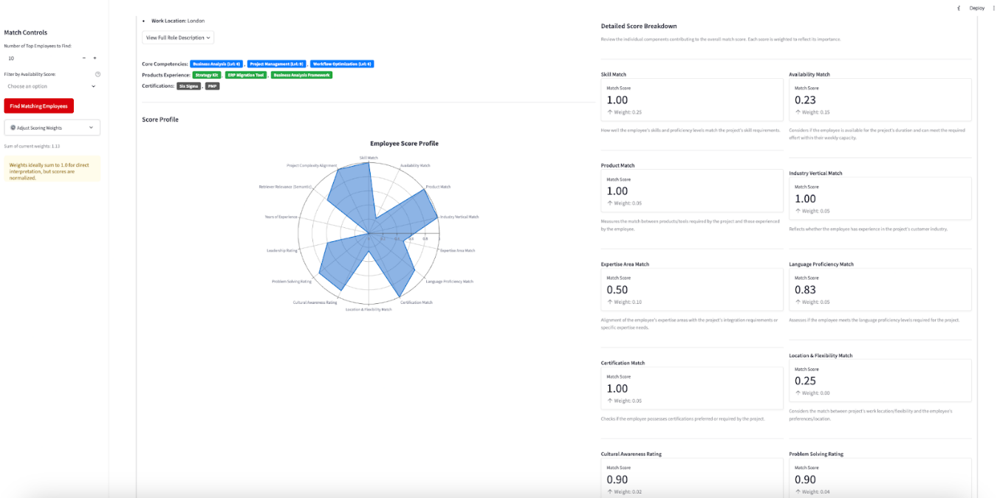 Deploy
Match Controls
Number of Top Employees to Find:
10
Filter by Availability Score:
Choose an option
Find Matching Employees
Adjust Scoring Weights
Sum of current weights: 1.13
Weights ideally sum to 1.0 for direct
interpretation, but scores are
normalized.
Work Location: London
View Full Role Description
Core Competencies: Business Analysis (Lvl: 8) , Project Management (Lvl: 9) , Workflow Optimization (Lvl: 6)
Products Experience: Strategy Kit , ERP Migration Tool , Business Analysis Framework
Certifications: Six Sigma , PMP
Score Profile
Employee Score Profile
Skill Match
Project Complexity Alignment
Availability Match
Retriever Relevance (Semantic)
Product Match
Years of Experience
Industry Vertical Match
0 0.2 0.4 0.6 0.8 1
Leadership Rating
Expertise Area Match
Problem Solving Rating
Language Proficiency Match
Cultural Awareness Rating
Certification Match
Location & Flexibility Match
Detailed Score Breakdown
Review the individual components contributing to the overall match score. Each score is weighted to reflect its importance.
Skill Match
Match Score
1.00
↑ Weight: 0.25
How well the employee's skills and proficiency levels match the project's skill requirements.
Availability Match
Match Score
0.23
↑ Weight: 0.15
Considers if the employee is available for the project's duration and can meet the required
effort within their weekly capacity.
Product Match
Match Score
1.00
↑ Weight: 0.05
Measures the match between products/tools required by the project and those experienced
by the employee.
Industry Vertical Match
Match Score
1.00
↑ Weight: 0.05
Reflects whether the employee has experience in the project's customer industry.
Expertise Area Match
Match Score
0.50
↑ Weight: 0.10
Alignment of the employee's expertise areas with the project's integration requirements or
specific expertise needs.
Language Proficiency Match
Match Score
0.83
↑ Weight: 0.05
Assesses if the employee meets the language proficiency levels required for the project.
Certification Match
Match Score
1.00
↑ Weight: 0.05
Checks if the employee possesses certifications preferred or required by the project.
Location & Flexibility Match
Match Score
0.25
↑ Weight: 0.00
Considers the match between project's work location/flexibility and the employee's
preferences/location.
Cultural Awareness Rating
Match Score
0.90
↑ Weight: 0.02
Problem Solving Rating
Match Score
0.90
↑ Weight: 0.04